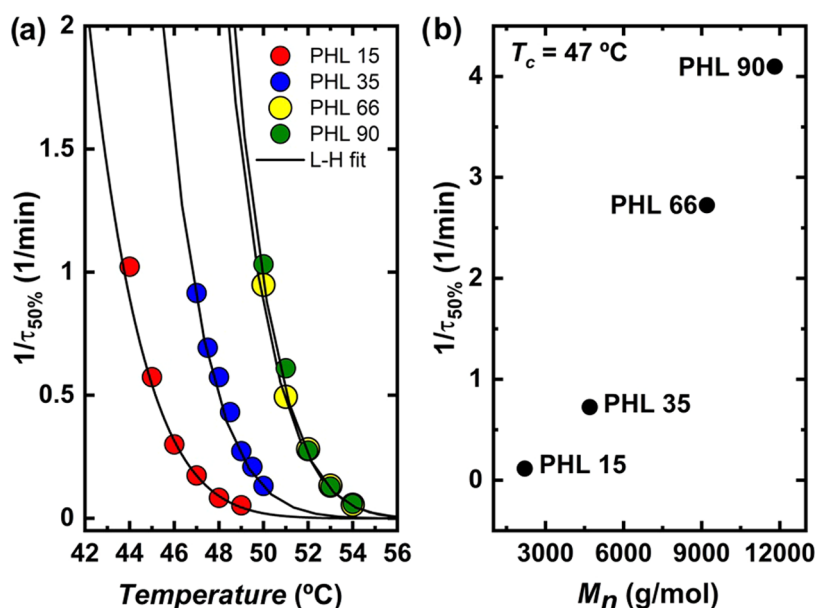 (a)
2
1.5
1
0.5
0
1/τ50% (1/min)
PHL 15
PHL 35
PHL 66
PHL 90
L-H fit
42 44 46 48 50 52 54 56
Temperature (ºC)
(b)
Tc = 47 ºC
4
3
2
1
0
1/τ50% (1/min)
PHL 90
PHL 66
PHL 35
PHL 15
3000 6000 9000 12000
Mn (g/mol)